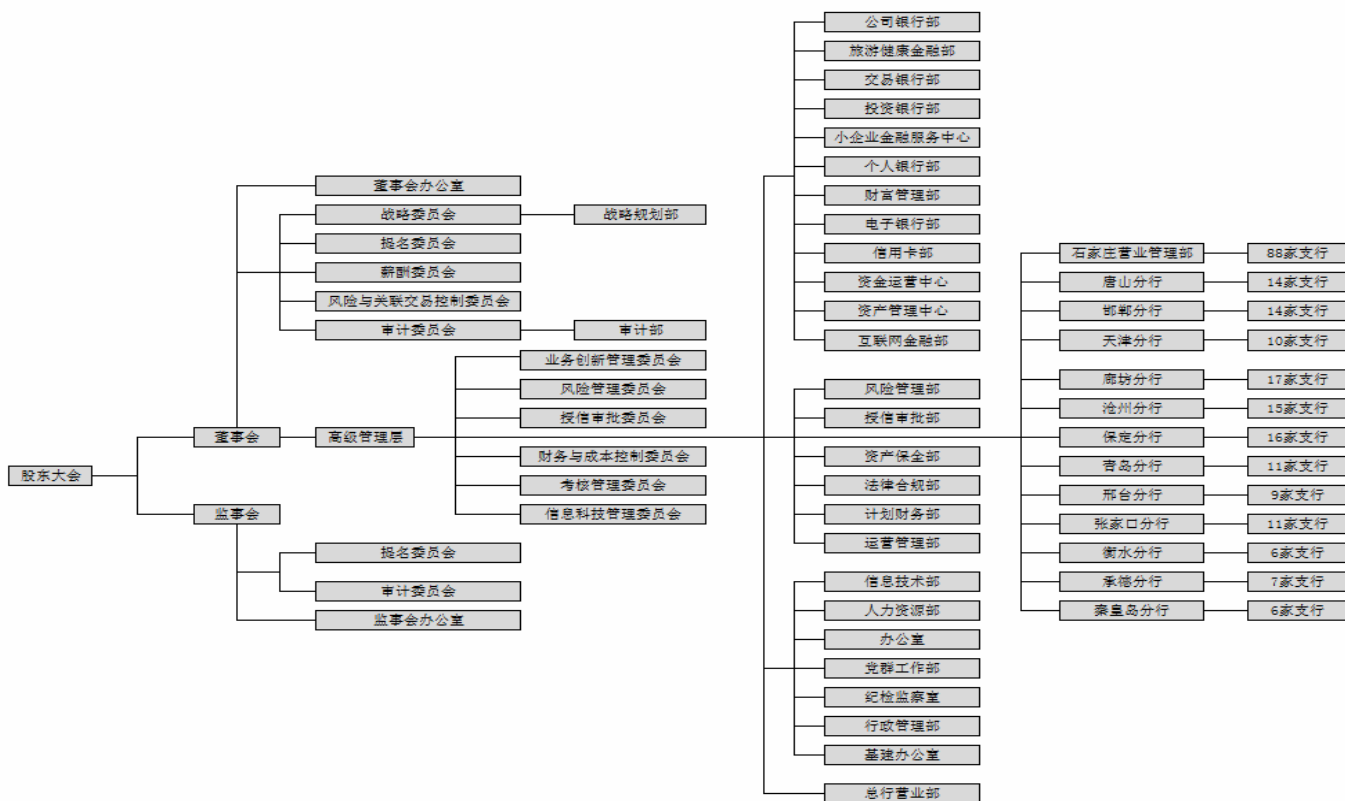 股东大会
董事会
监事会
董事会办公室
战略委员会
战略规划部
提名委员会
薪酬委员会
风险与关联交易控制委员会
审计委员会
审计部
高级管理层
业务创新管理委员会
风险管理委员会
授信审批委员会
财务与成本控制委员会
考核管理委员会
信息科技管理委员会
提名委员会
审计委员会
监事会办公室
公司银行部
旅游健康金融部
交易银行部
投资银行部
小企业金融服务中心
个人银行部
财富管理部
电子银行部
信用卡部
资金运营中心
资产管理中心
互联网金融部
风险管理部
授信审批部
资产保全部
法律合规部
计划财务部
运营管理部
信息技术部
人力资源部
办公室
党群工作部
纪检监察室
行政管理部
基建办公室
总行营业部
石家庄营业管理部
88家支行
唐山分行
14家支行
邯郸分行
14家支行
天津分行
10家支行
廊坊分行
17家支行
沧州分行
15家支行
保定分行
16家支行
青岛分行
11家支行
邢台分行
9家支行
张家口分行
11家支行
衡水分行
6家支行
承德分行
7家支行
秦皇岛分行
6家支行